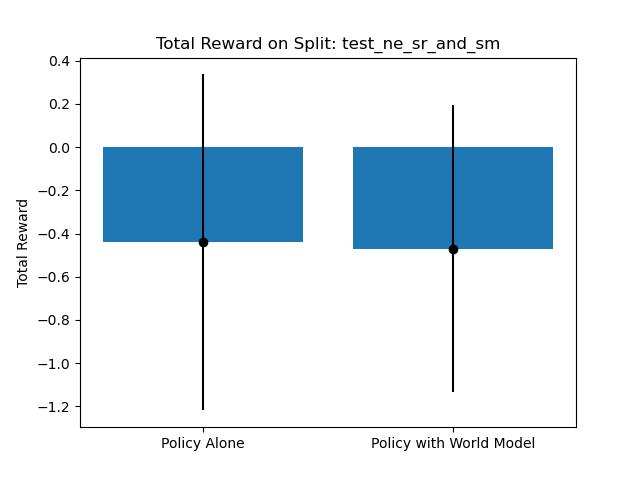 Total Reward on Split: test_ne_sr_and_sm
0.4
0.2
0.0
−0.2
−0.4
−0.6
−0.8
−1.0
−1.2
Total Reward
Policy Alone
Policy with World Model